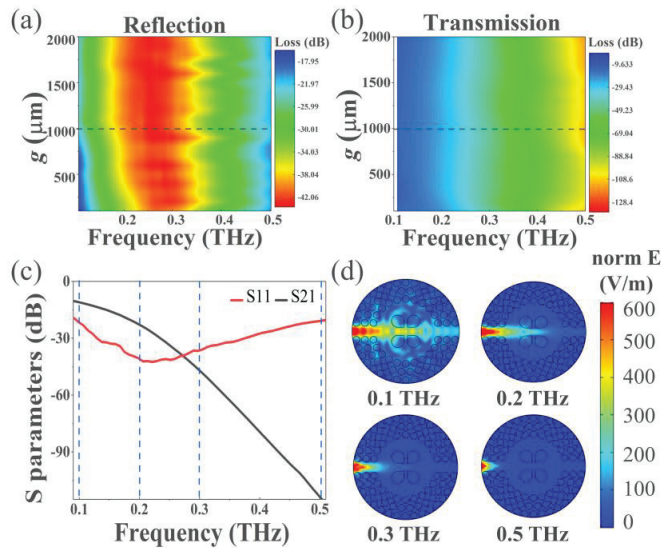 (a)
Reflection
Loss (dB)
2000
1500
1000
500
g (μm)
-17.95
-21.97
-25.99
-30.01
-34.02
-38.04
-42.06
0.2 0.3 0.4 0.5
Frequency (THz)
(b)
Transmission
Loss (dB)
2000
1500
1000
500
g (μm)
-9.633
-29.43
-49.23
-69.04
-88.84
-108.6
-128.4
0.1 0.2 0.3 0.4 0.5
Frequency (THz)
(c)
0
-30
-60
-90
S parameters (dB)
S11 S21
0.1 0.2 0.3 0.4 0.5
Frequency (THz)
(d)
norm E
(V/m)
0.1 THz
0.2 THz
0.3 THz
0.5 THz
600
500
400
300
200
100
0